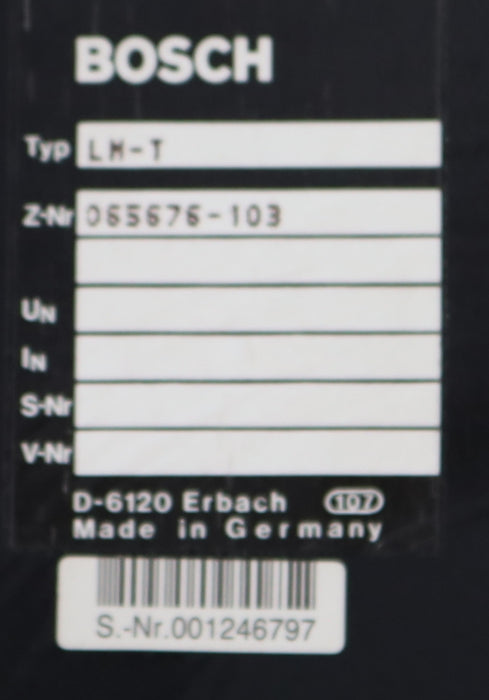 BOSCH
Typ LM-T
Z-Nr 065676-103
UN
IN
S-Nr
V-Nr
D-6120 Erbach 107
Made in Germany
S.-Nr.001246797